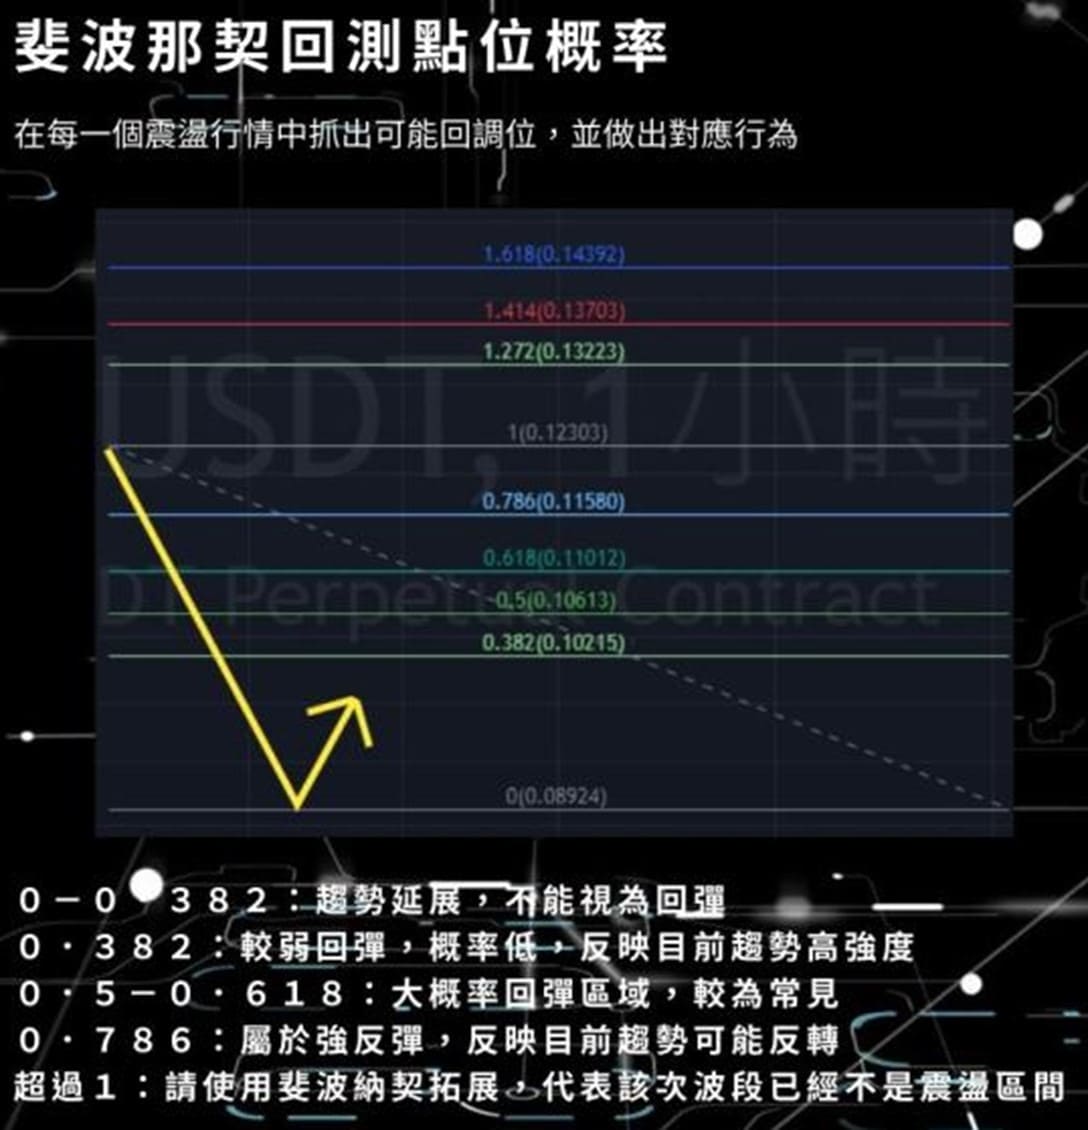 斐波那契回測點位概率
在每一個震盪行情中抓出可能回調位，並做出對應行為
1.618(0.14392)
1.414(0.13703)
1.272(0.13223)
USDT, 1小時
1(0.12303)
0.786(0.11580)
0.618(0.11012)
DT Perpetual Contract
0.5(0.10613)
0.382(0.10215)
0(0.08924)
０－０ ３８２：趨勢延展，不能視為回彈
０．３８２：較弱回彈，概率低，反映目前趨勢高強度
０．５－０．６１８：大概率回彈區域，較為常見
０．７８６：屬於強反彈，反映目前趨勢可能反轉
超過１：請使用斐波納契拓展，代表該次波段已經不是震盪區間